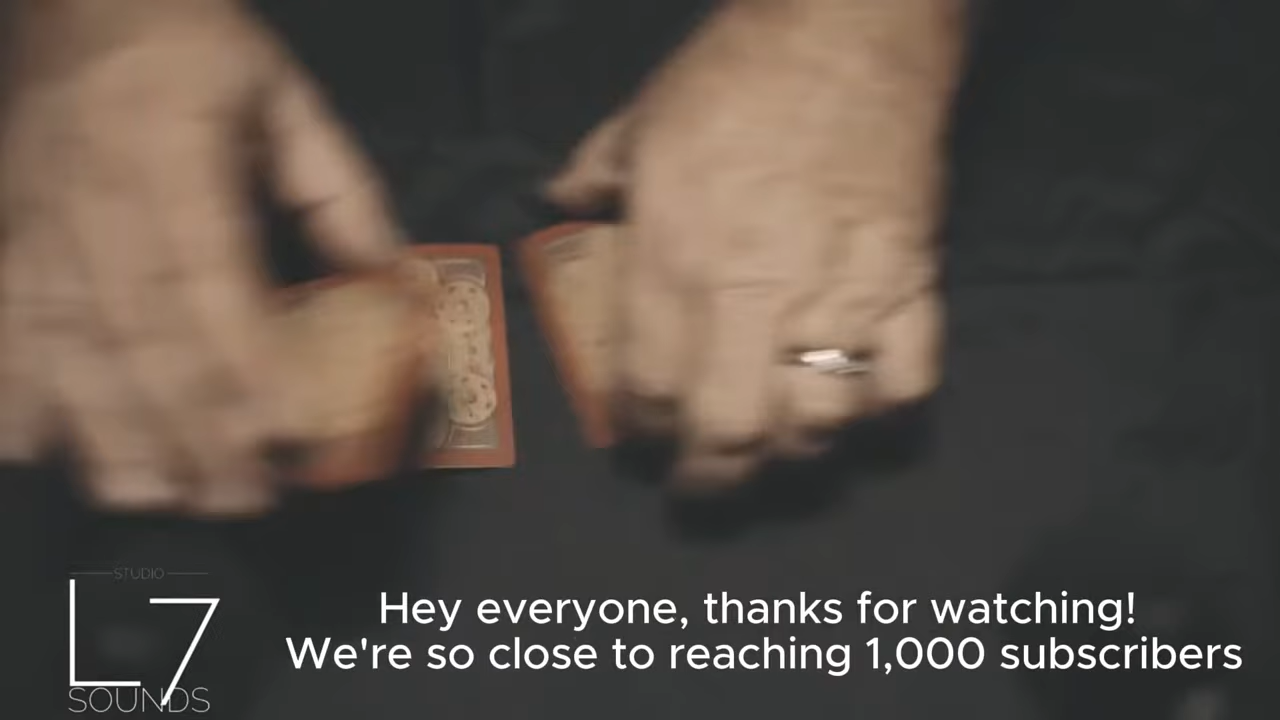 STUDIO
L7
SOUNDS
Hey everyone, thanks for watching!
We're so close to reaching 1,000 subscribers